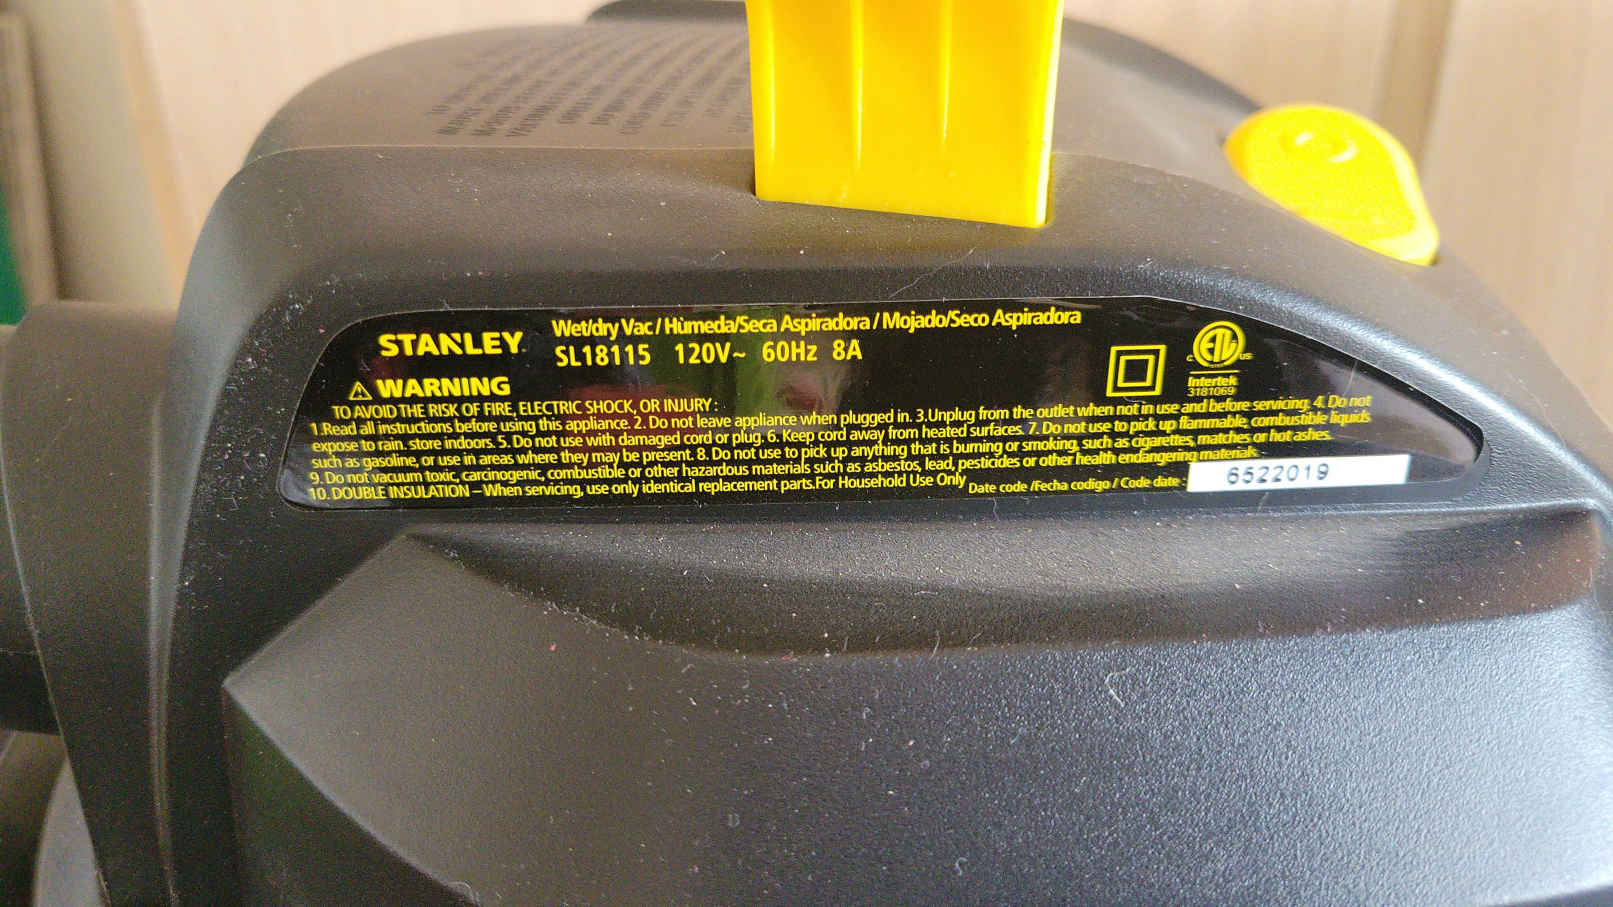 STANLEY
Wet/dry Vac / Hùmeda/Seca Aspiradora / Mojado/Seco Aspiradora
SL18115 120V~ 60Hz 8A
C ETL US
Intertek
3181069
⚠ WARNING
TO AVOID THE RISK OF FIRE, ELECTRIC SHOCK, OR INJURY :
1.Read all instructions before using this appliance. 2. Do not leave appliance when plugged in. 3.Unplug from the outlet when not in use and before servicing. 4. Do not
expose to rain. store indoors. 5. Do not use with damaged cord or plug. 6. Keep cord away from heated surfaces. 7. Do not use to pick up flammable, combustible liquids
such as gasoline, or use in areas where they may be present. 8. Do not use to pick up anything that is burning or smoking, such as cigarettes, matches or hot ashes.
9. Do not vacuum toxic, carcinogenic, combustible or other hazardous materials such as asbestos, lead, pesticides or other health endangering materials.
10. DOUBLE INSULATION – When servicing, use only identical replacement parts.For Household Use Only
Date code /Fecha codigo / Code date : 6522019